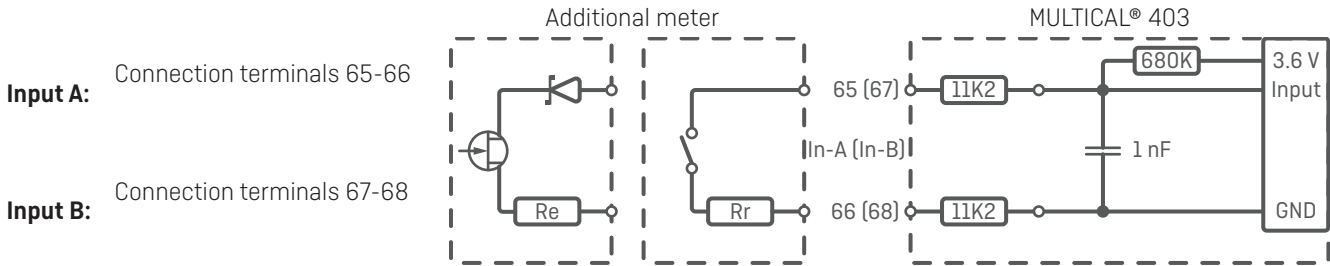 Additional meter
MULTICAL® 403
Input A:
Connection terminals 65-66
680K
3.6 V
65 (67)
11K2
Input
In-A (In-B)
1 nF
Input B:
Connection terminals 67-68
Re
Rr
66 (68)
11K2
GND